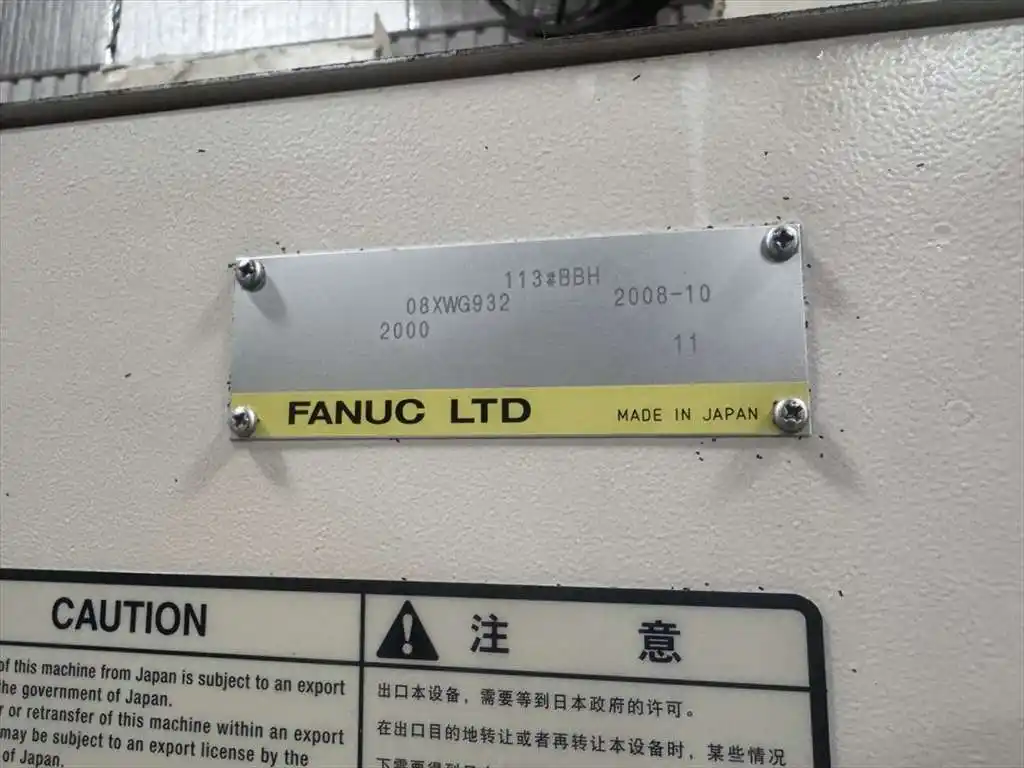 113#BBH
08XWG932 2008-10
2000 11
FANUC LTD MADE IN JAPAN
CAUTION
of this machine from Japan is subject to an export
the government of Japan.
r or retransfer of this machine within an export
may be subject to an export license by the
of Japan.
注 意
出口本设备，需要等到日本政府的许可。
在出口目的地转让或者再转让本设备时，某些情况